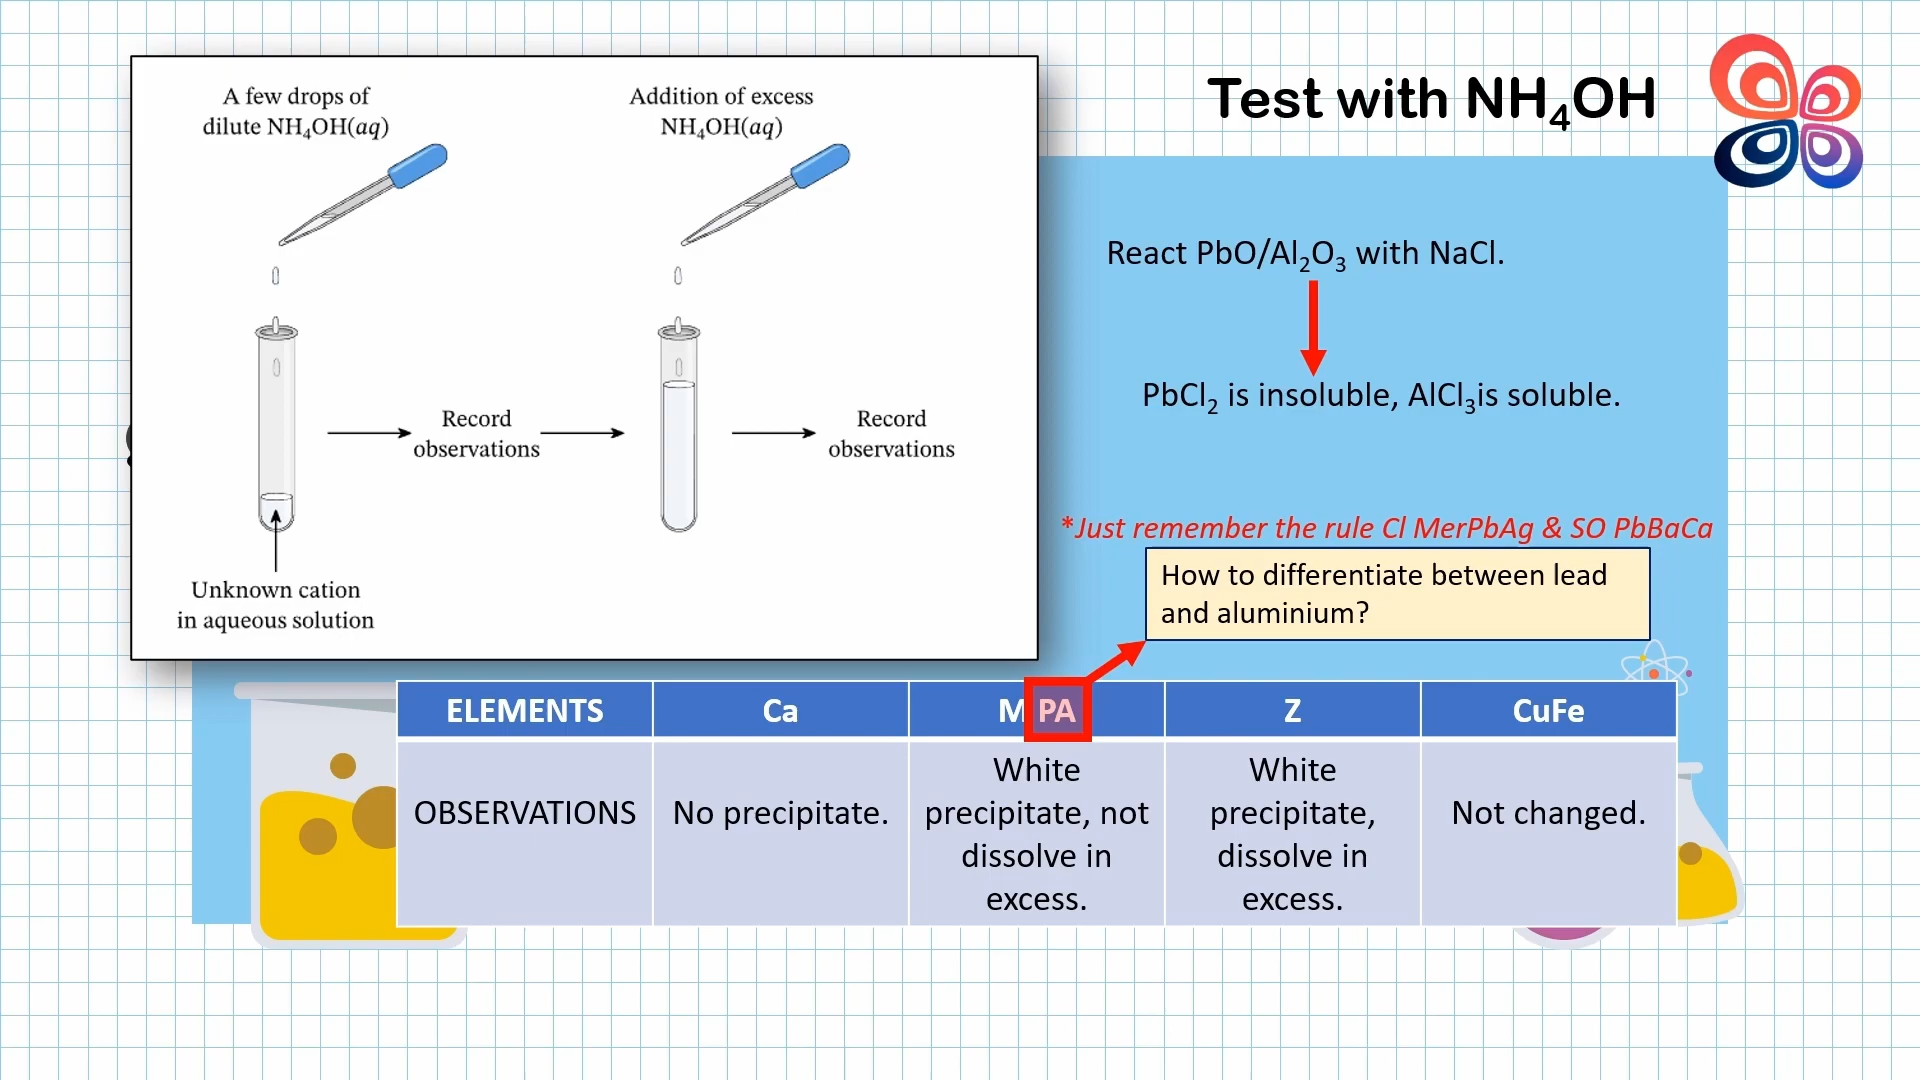 Test with NH₄OH
A few drops of
dilute NH₄OH(aq)
Addition of excess
NH₄OH(aq)
Record
observations
Record
observations
Unknown cation
in aqueous solution
React PbO/Al₂O₃ with NaCl.
PbCl₂ is insoluble, AlCl₃is soluble.
*Just remember the rule Cl MerPbAg & SO PbBaCa
How to differentiate between lead
and aluminium?
ELEMENTS Ca MPA Z CuFe
OBSERVATIONS
No precipitate.
White
precipitate, not
dissolve in
excess.
White
precipitate,
dissolve in
excess.
Not changed.